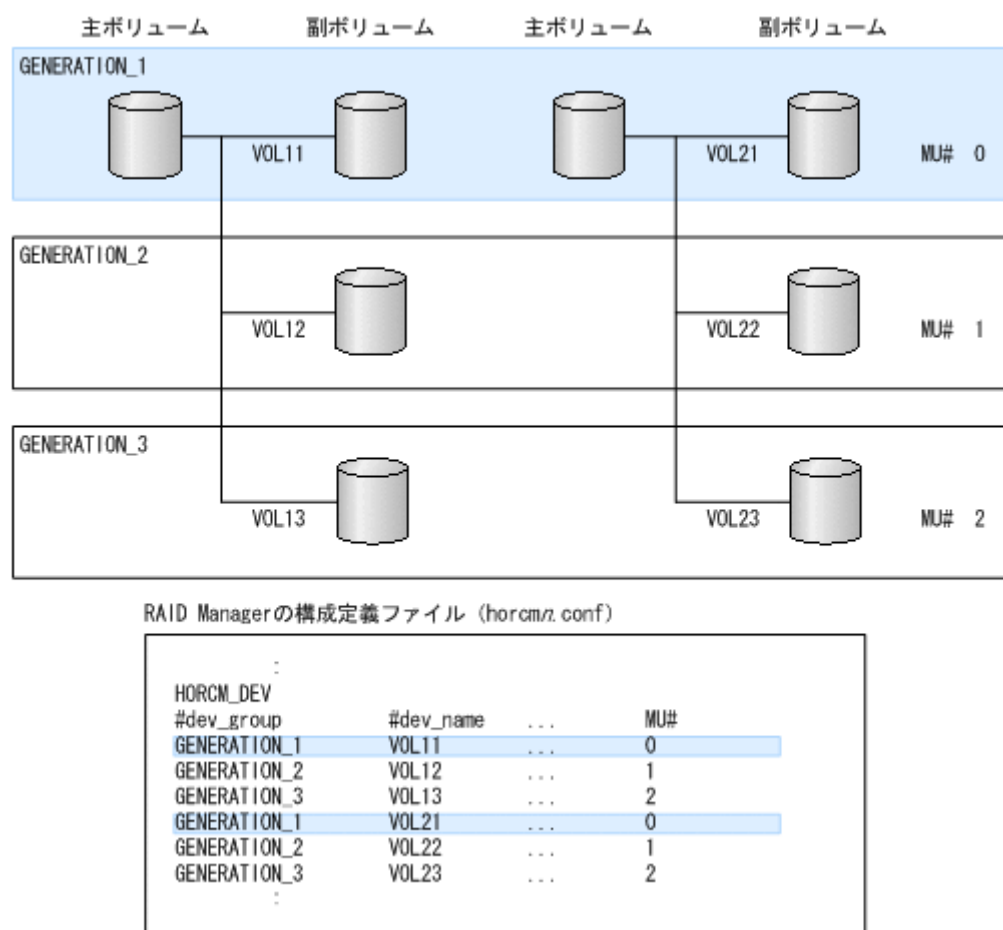 主ボリューム 副ボリューム 主ボリューム 副ボリューム
GENERATION_1
VOL11 VOL21 MU# 0
GENERATION_2
VOL12 VOL22 MU# 1
GENERATION_3
VOL13 VOL23 MU# 2
RAID Managerの構成定義ファイル（horcmn.conf）
:
HORCM_DEV
#dev_group #dev_name ... MU#
GENERATION_1 VOL11 ... 0
GENERATION_2 VOL12 ... 1
GENERATION_3 VOL13 ... 2
GENERATION_1 VOL21 ... 0
GENERATION_2 VOL22 ... 1
GENERATION_3 VOL23 ... 2
: